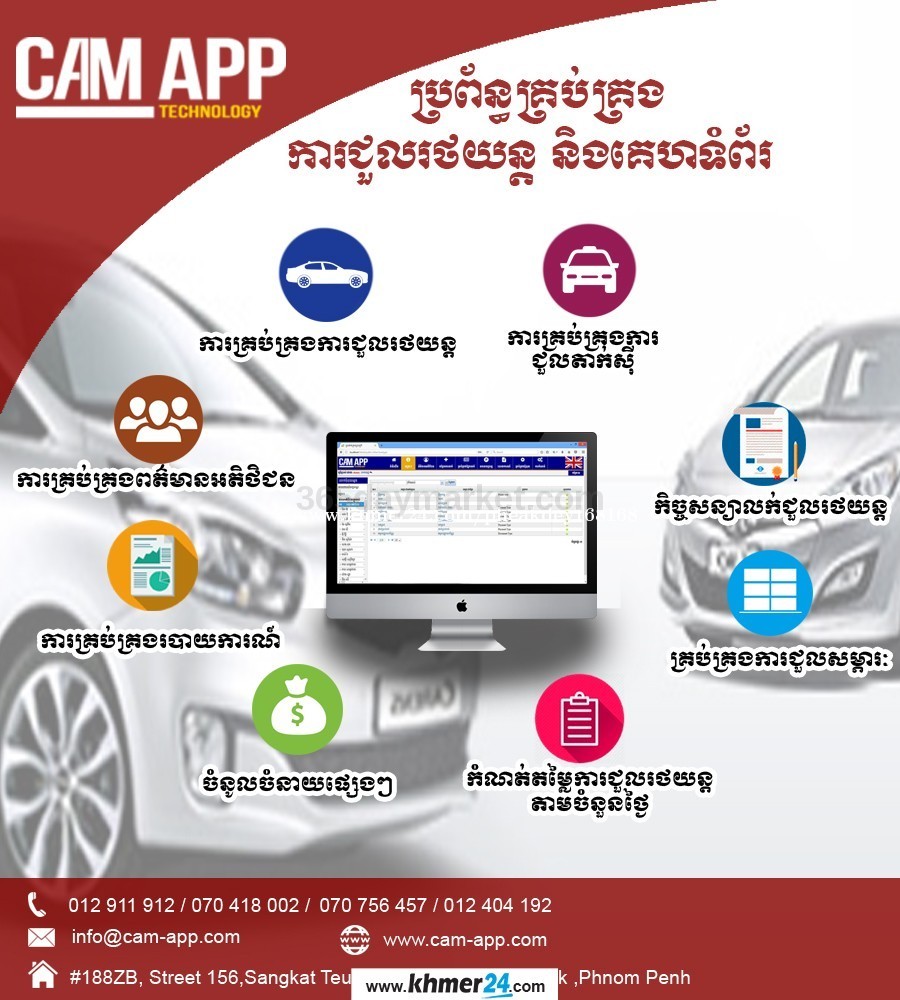 CAM APP
TECHNOLOGY
ប្រព័ន្ធគ្រប់គ្រង
ការជួលរថយន្ត និងគេហទំព័រ
ការគ្រប់គ្រងការជួលរថយន្ត
ការគ្រប់គ្រងការ
ជួលតាក់ស៊ី
ការគ្រប់គ្រងពត៌មានអតិថិជន
កិច្ចសន្យាលក់ជួលរថយន្ត
CAM APP
ការគ្រប់គ្រងរបាយការណ៍
គ្រប់គ្រងការជួលសម្ភារៈ
ចំនូលចំនាយផ្សេងៗ
កំណត់តម្លៃការជួលរថយន្ត
តាមចំនួនថ្ងៃ
012 911 912 / 070 418 002 / 070 756 457 / 012 404 192
info@cam-app.com
www.cam-app.com
#188ZB, Street 156,Sangkat Teu
,Phnom Penh
www.khmer24.com